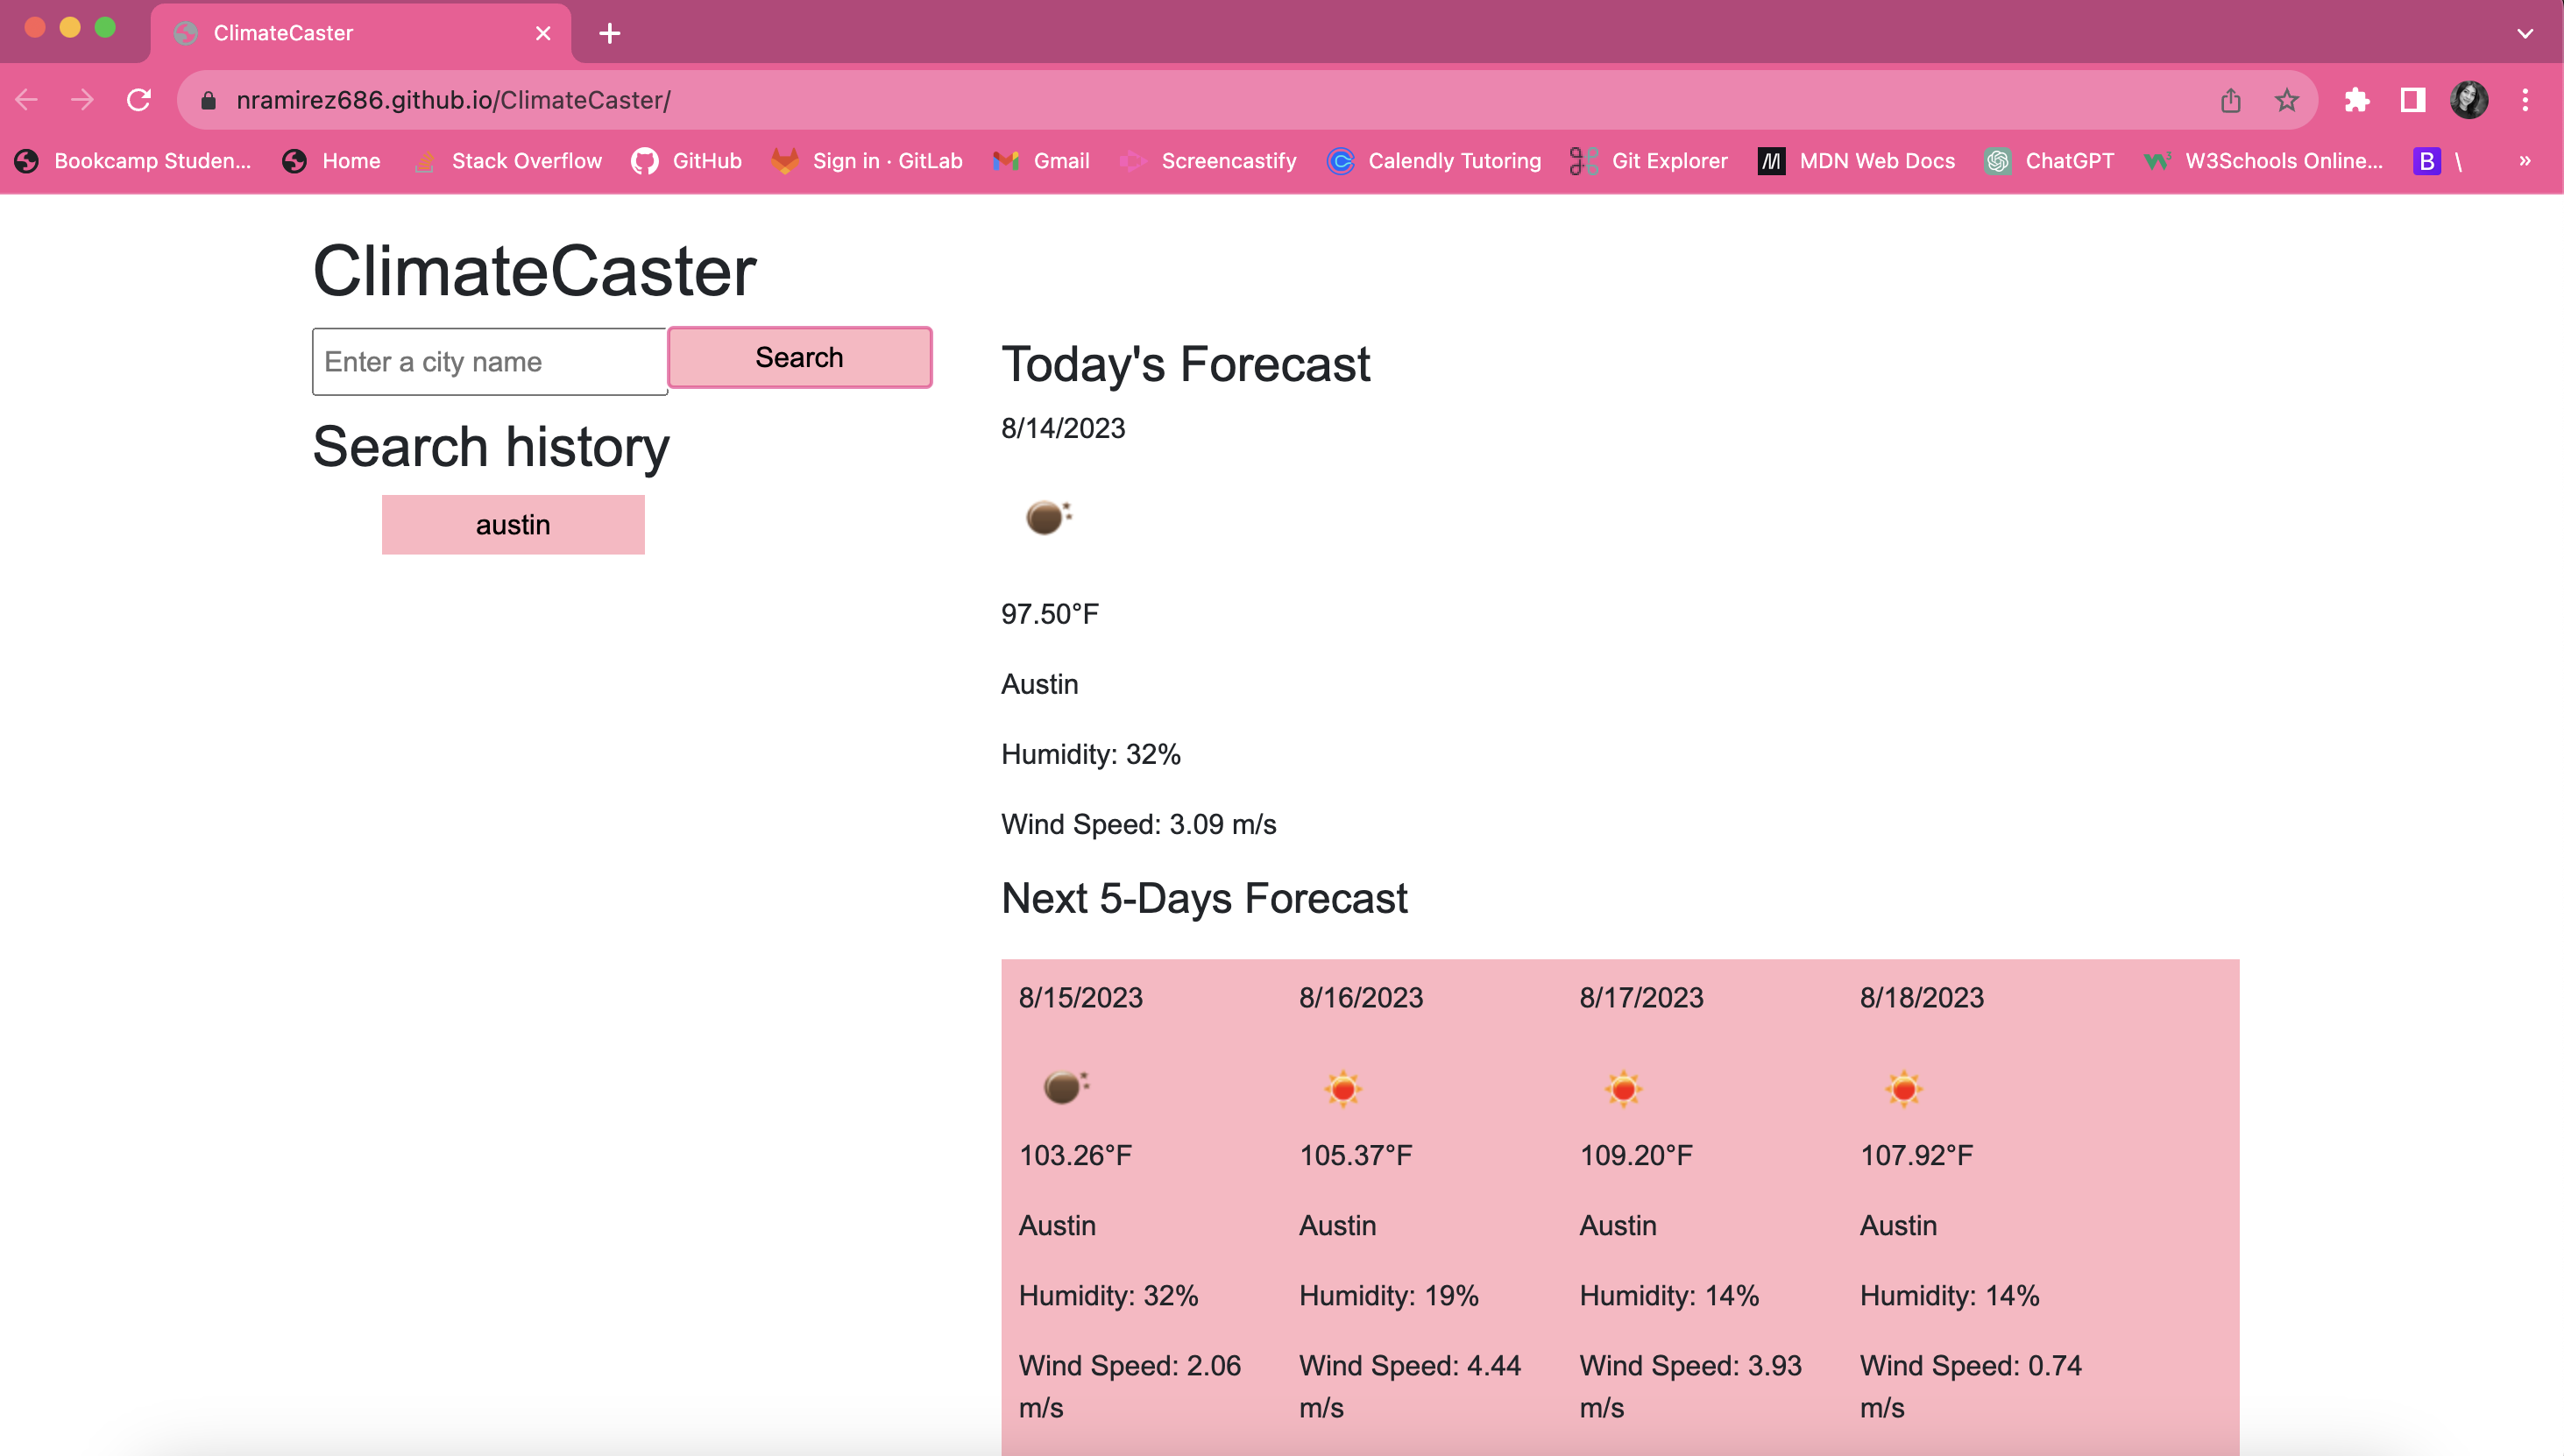 ClimateCaster
nramirez686.github.io/ClimateCaster/
Bookcamp Studen... Home Stack Overflow GitHub Sign in · GitLab Gmail Screencastify Calendly Tutoring Git Explorer MDN Web Docs ChatGPT W3Schools Online... B \ »
ClimateCaster
Enter a city name Search
Search history
austin
Today's Forecast
8/14/2023
97.50°F
Austin
Humidity: 32%
Wind Speed: 3.09 m/s
Next 5-Days Forecast
8/15/2023 8/16/2023 8/17/2023 8/18/2023
103.26°F 105.37°F 109.20°F 107.92°F
Austin Austin Austin Austin
Humidity: 32% Humidity: 19% Humidity: 14% Humidity: 14%
Wind Speed: 2.06 Wind Speed: 4.44 Wind Speed: 3.93 Wind Speed: 0.74
m/s m/s m/s m/s